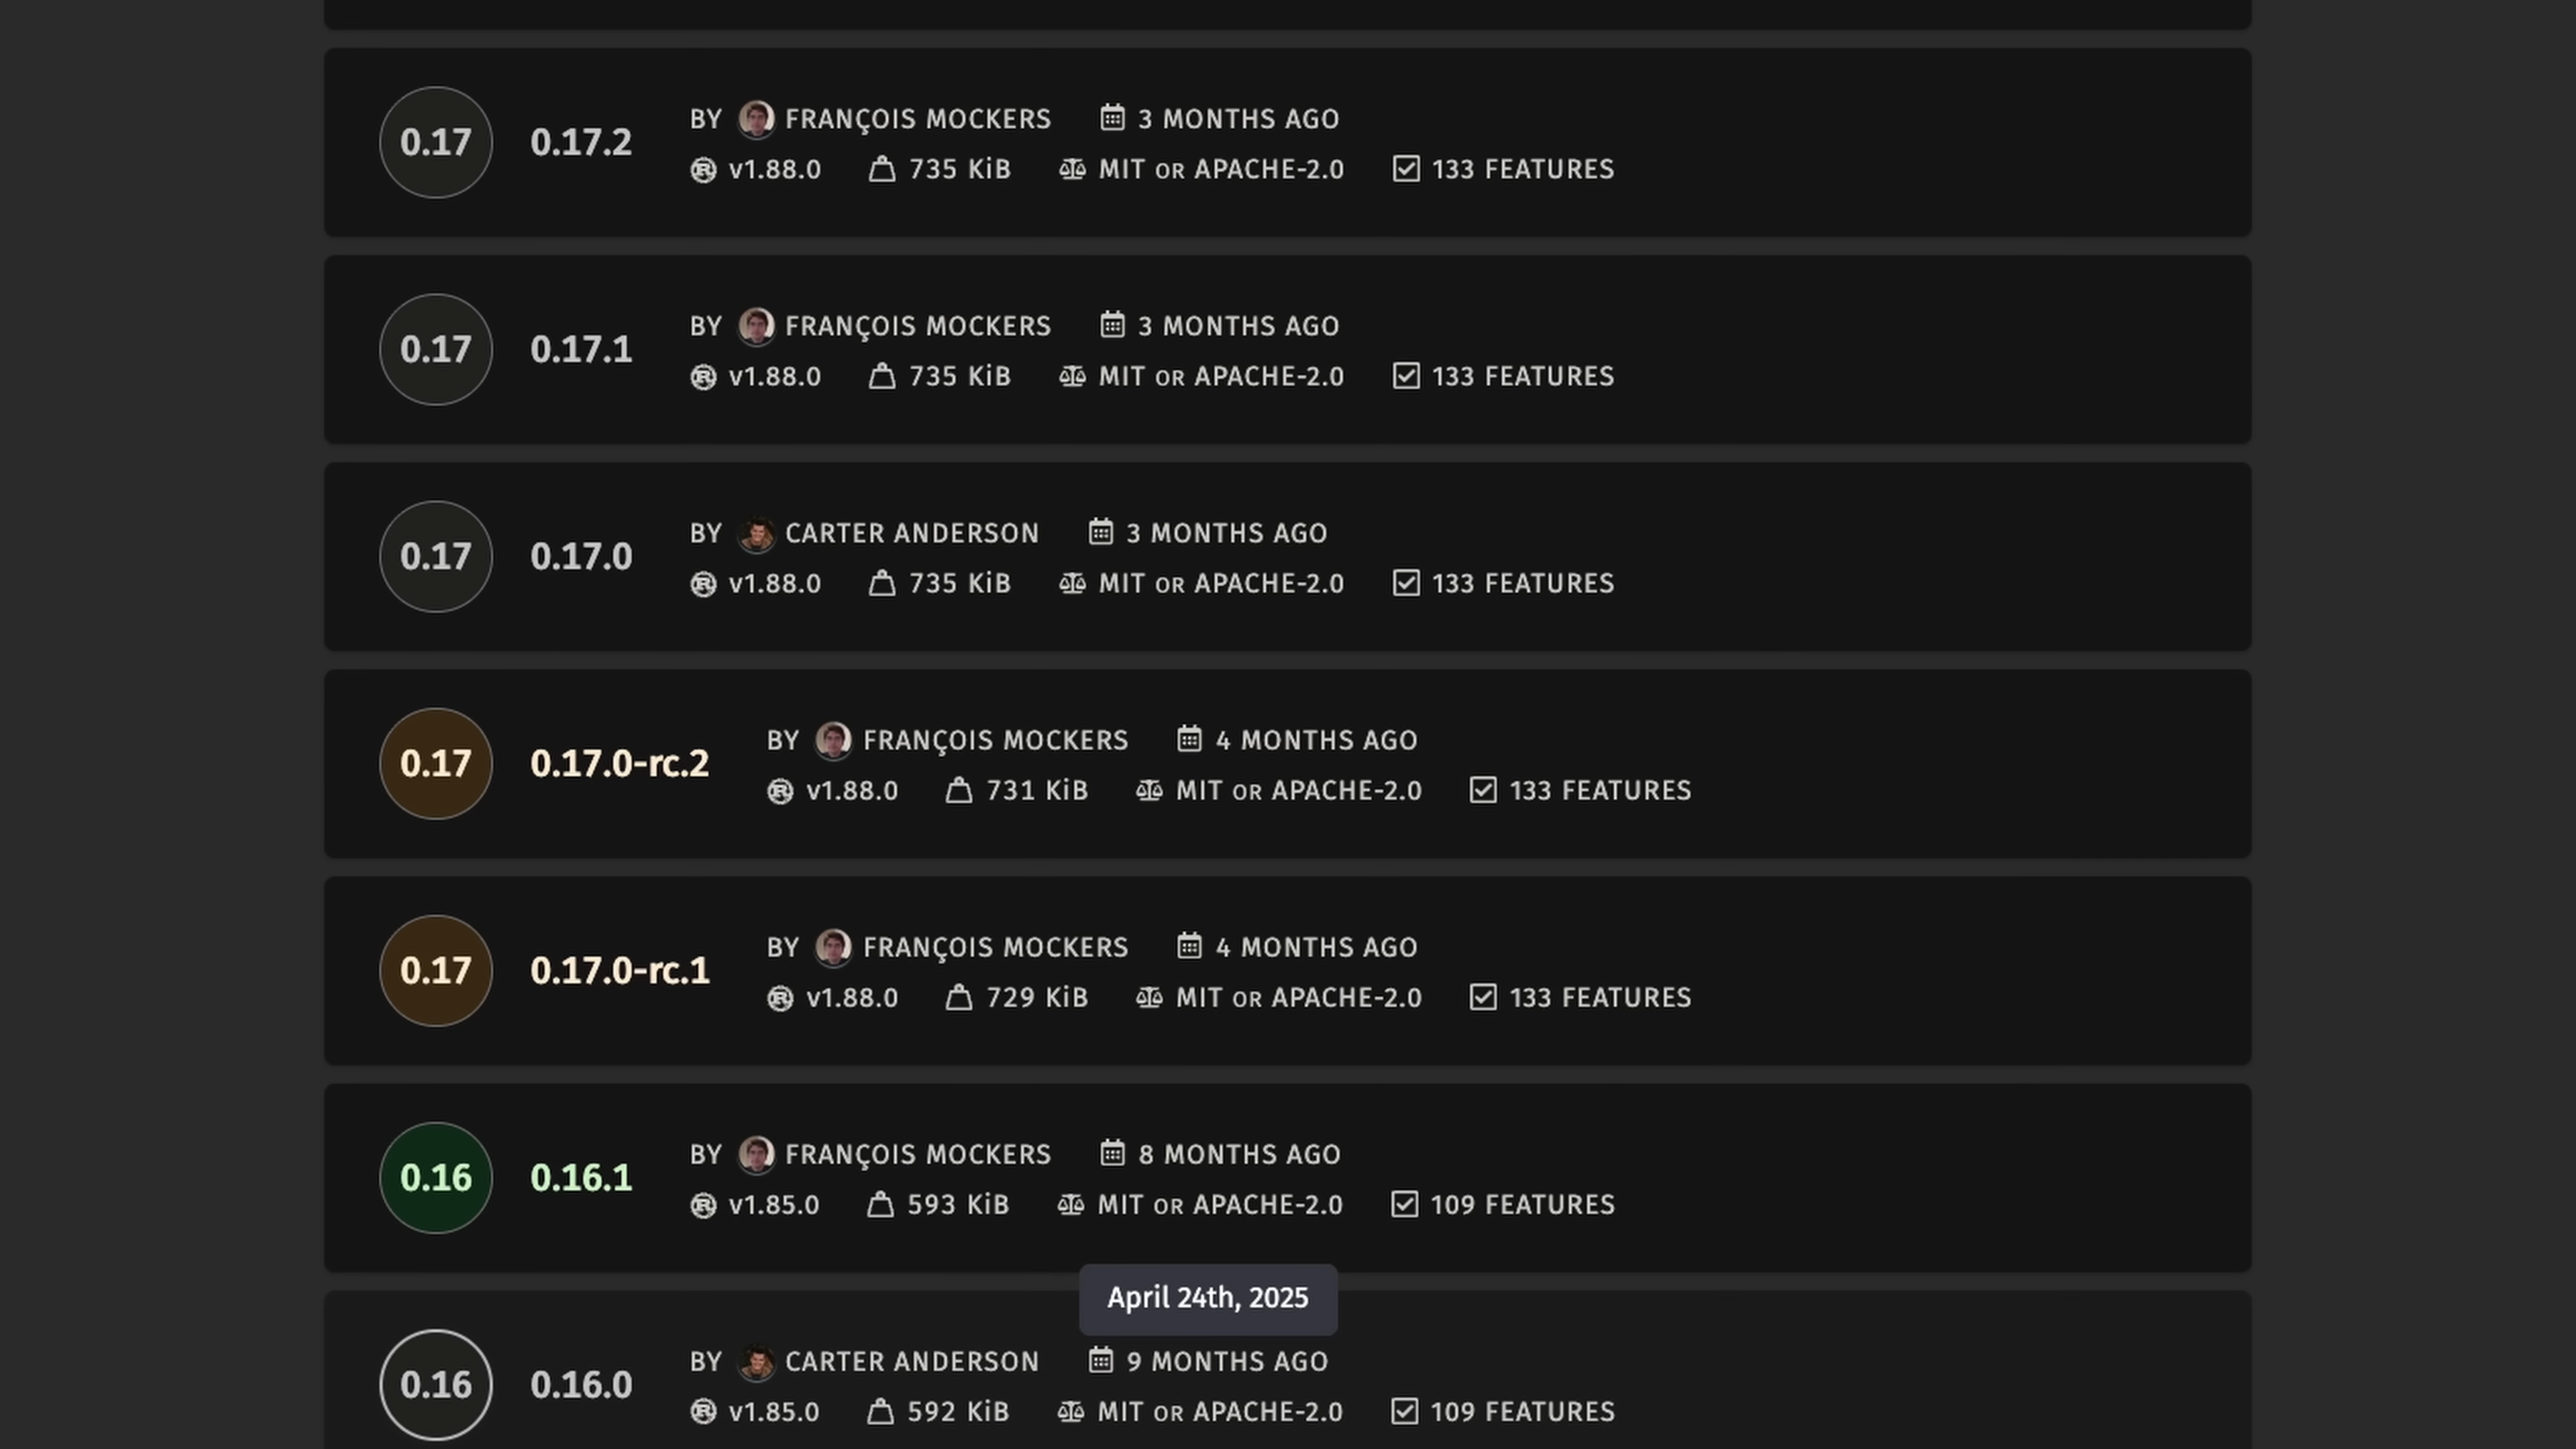 0.17 0.17.2
BY FRANÇOIS MOCKERS 3 MONTHS AGO
v1.88.0 735 KiB MIT OR APACHE-2.0 133 FEATURES
0.17 0.17.1
BY FRANÇOIS MOCKERS 3 MONTHS AGO
v1.88.0 735 KiB MIT OR APACHE-2.0 133 FEATURES
0.17 0.17.0
BY CARTER ANDERSON 3 MONTHS AGO
v1.88.0 735 KiB MIT OR APACHE-2.0 133 FEATURES
0.17 0.17.0-rc.2
BY FRANÇOIS MOCKERS 4 MONTHS AGO
v1.88.0 731 KiB MIT OR APACHE-2.0 133 FEATURES
0.17 0.17.0-rc.1
BY FRANÇOIS MOCKERS 4 MONTHS AGO
v1.88.0 729 KiB MIT OR APACHE-2.0 133 FEATURES
0.16 0.16.1
BY FRANÇOIS MOCKERS 8 MONTHS AGO
v1.85.0 593 KiB MIT OR APACHE-2.0 109 FEATURES
April 24th, 2025
0.16 0.16.0
BY CARTER ANDERSON 9 MONTHS AGO
v1.85.0 592 KiB MIT OR APACHE-2.0 109 FEATURES